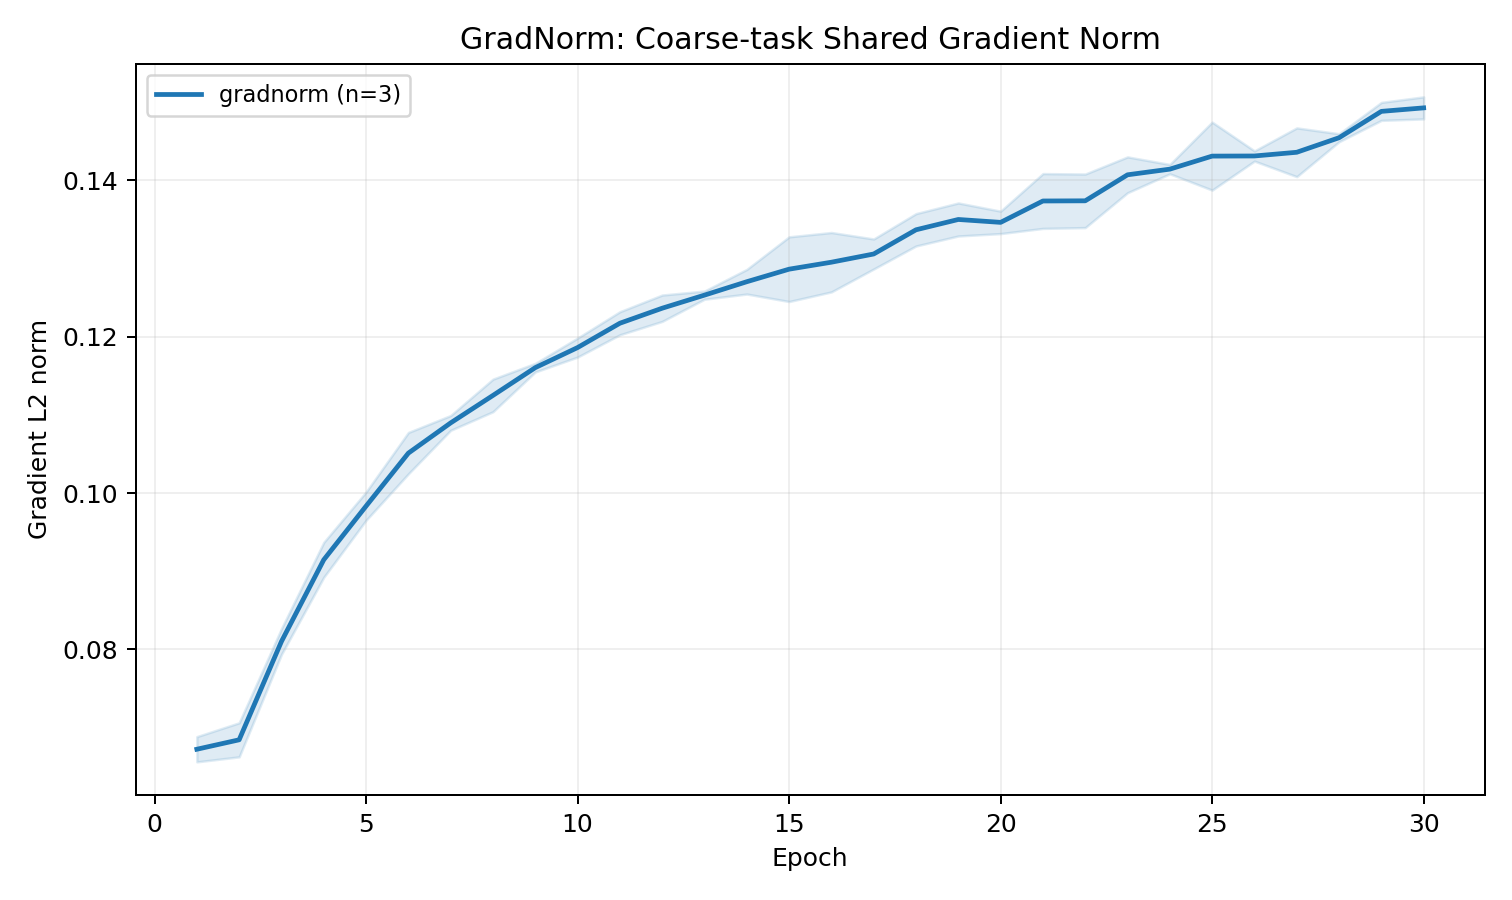 GradNorm: Coarse-task Shared Gradient Norm
gradnorm (n=3)
Gradient L2 norm
0.14
0.12
0.10
0.08
0 5 10 15 20 25 30
Epoch